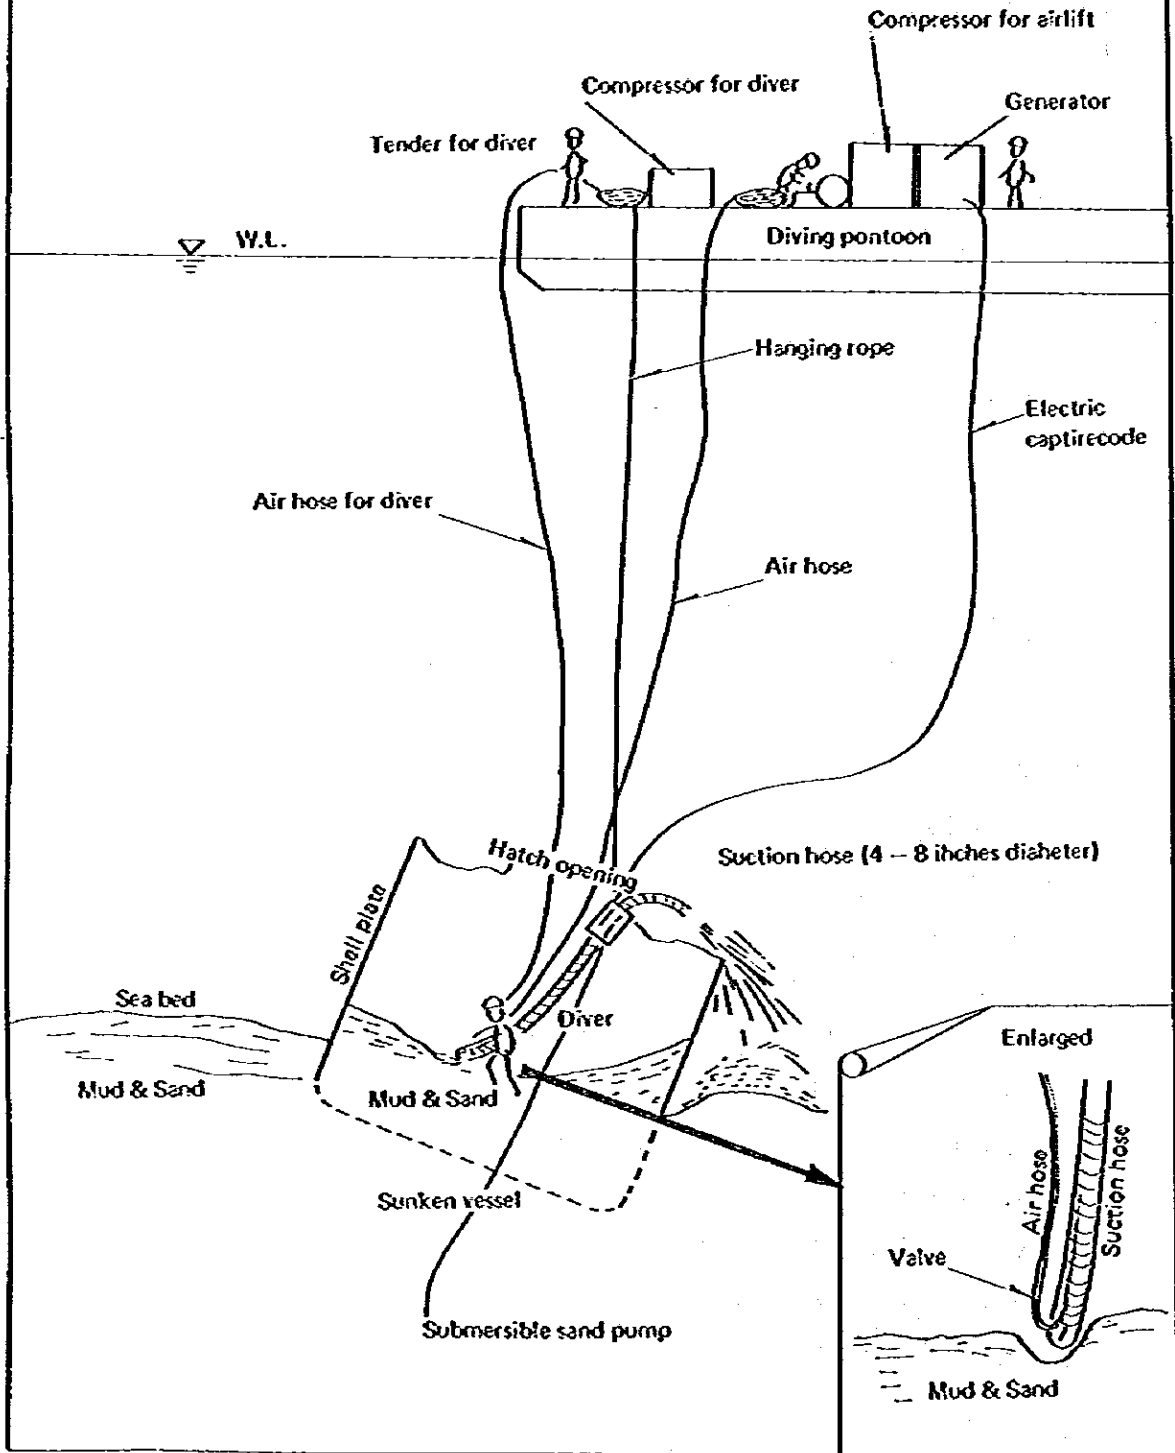 Compressor for airlift
Compressor for diver
Generator
Tender for diver
W.L.
Diving pontoon
Hanging rope
Electric
captirecode
Air hose for diver
Air hose
Hatch opening
Suction hose (4 – 8 ihches diaheter)
Shell plate
Sea bed
Diver
Enlarged
Mud & Sand
Mud & Sand
Sunken vessel
Air hose
Suction hose
Valve
Submersible sand pump
Mud & Sand